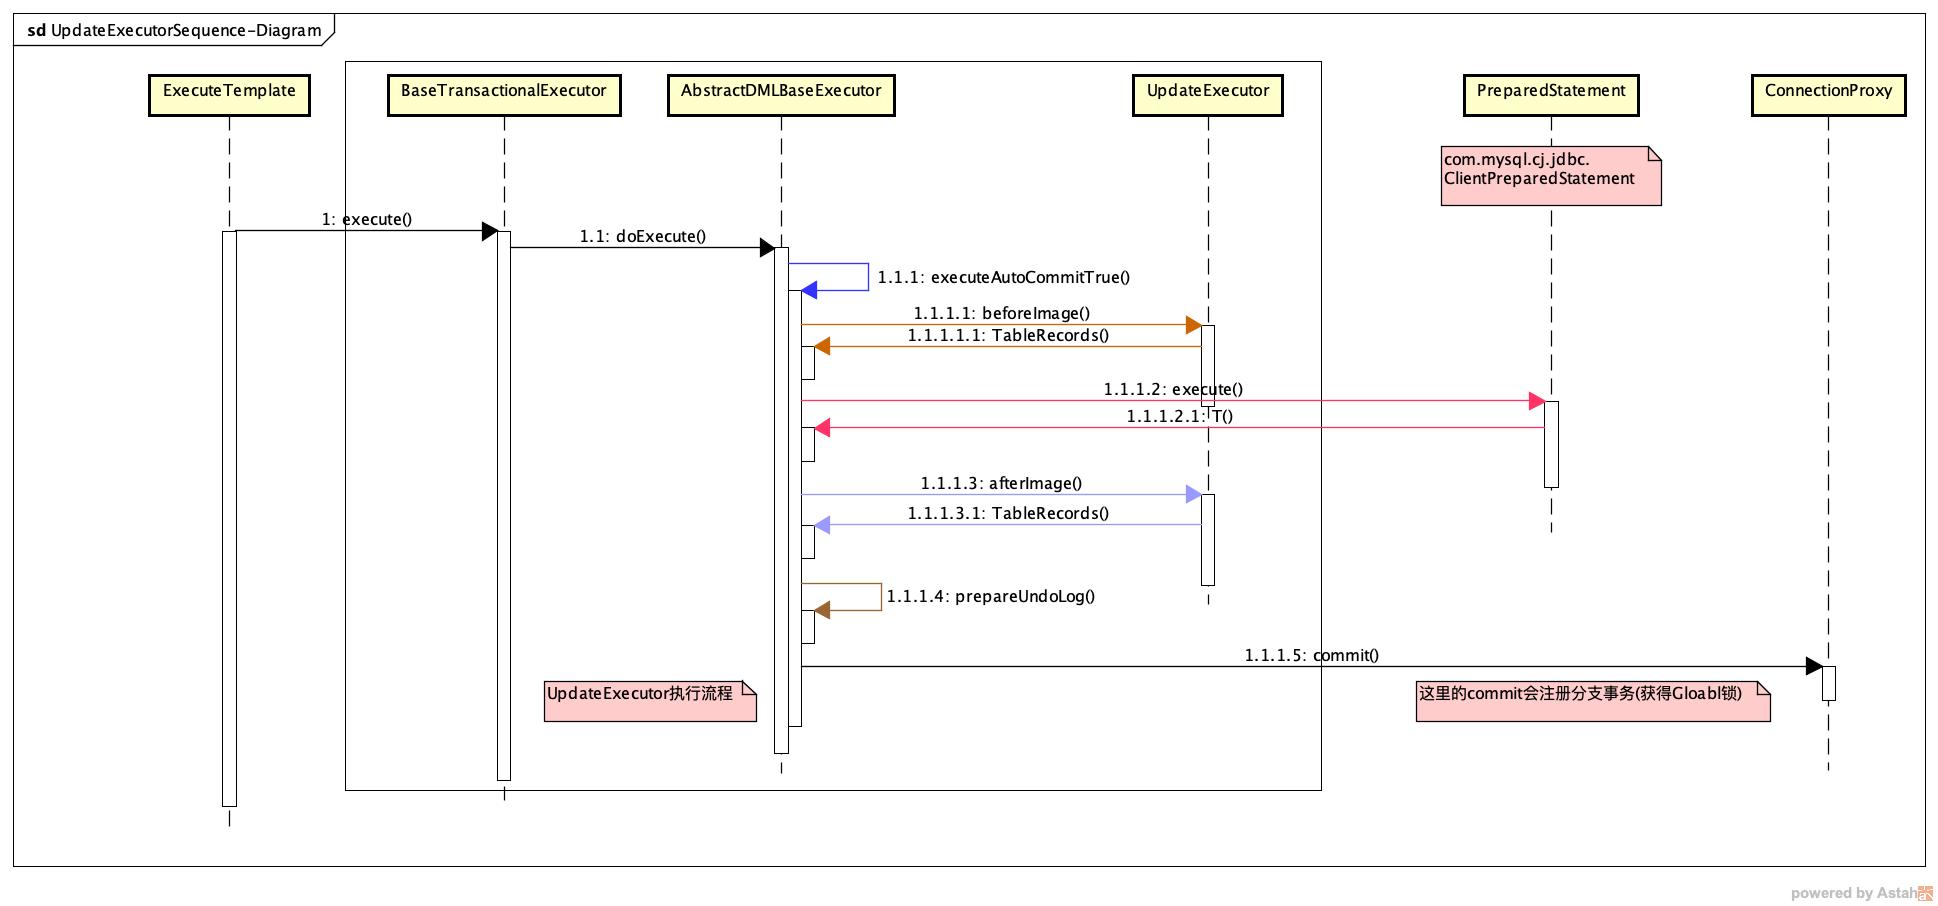 sd UpdateExecutorSequence-Diagram
ExecuteTemplate
BaseTransactionalExecutor
AbstractDMLBaseExecutor
UpdateExecutor
PreparedStatement
ConnectionProxy
com.mysql.cj.jdbc.
ClientPreparedStatement
1: execute()
1.1: doExecute()
1.1.1: executeAutoCommitTrue()
1.1.1.1: beforeImage()
1.1.1.1.1: TableRecords()
1.1.1.2: execute()
1.1.1.2.1: T()
1.1.1.3: afterImage()
1.1.1.3.1: TableRecords()
1.1.1.4: prepareUndoLog()
1.1.1.5: commit()
UpdateExecutor执行流程
这里的commit会注册分支事务(获得Gloabl锁)
powered by Astah